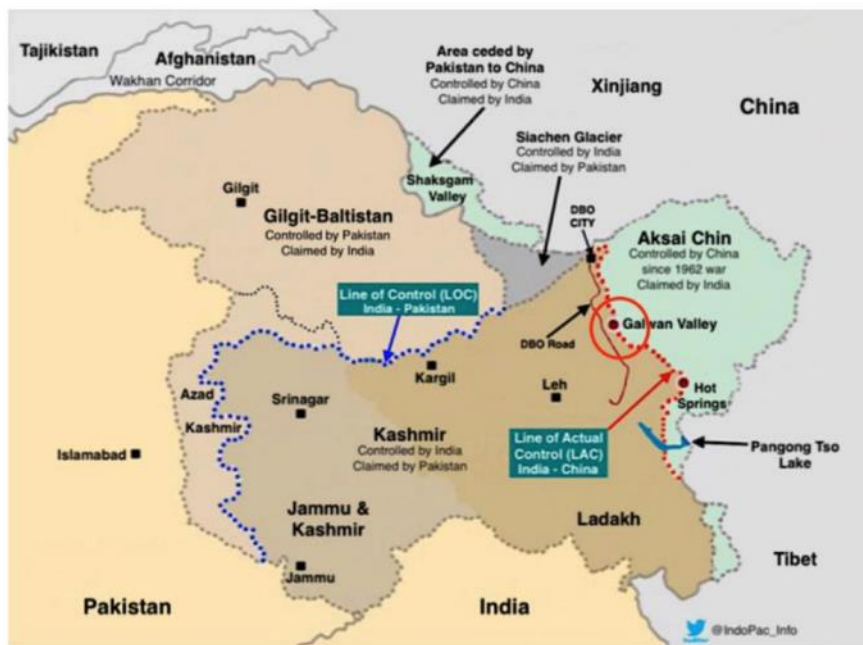 Tajikistan
Afghanistan
Wakhan Corridor
Area ceded by
Pakistan to China
Controlled by China
Claimed by India
Xinjiang
China
Siachen Glacier
Controlled by India
Claimed by Pakistan
Shaksgam
Valley
Gilgit
Gilgit-Baltistan
Controlled by Pakistan
Claimed by India
DBO
CITY
Aksai Chin
Controlled by China
since 1962 war
Claimed by India
Line of Control (LOC)
India - Pakistan
Galwan Valley
DBO Road
Kargil
Leh
Hot
Springs
Azad
Kashmir
Srinagar
Islamabad
Kashmir
Controlled by India
Claimed by Pakistan
Line of Actual
Control (LAC)
India - China
Pangong Tso
Lake
Jammu &
Kashmir
Ladakh
Jammu
Tibet
Pakistan
India
@IndoPac_Info